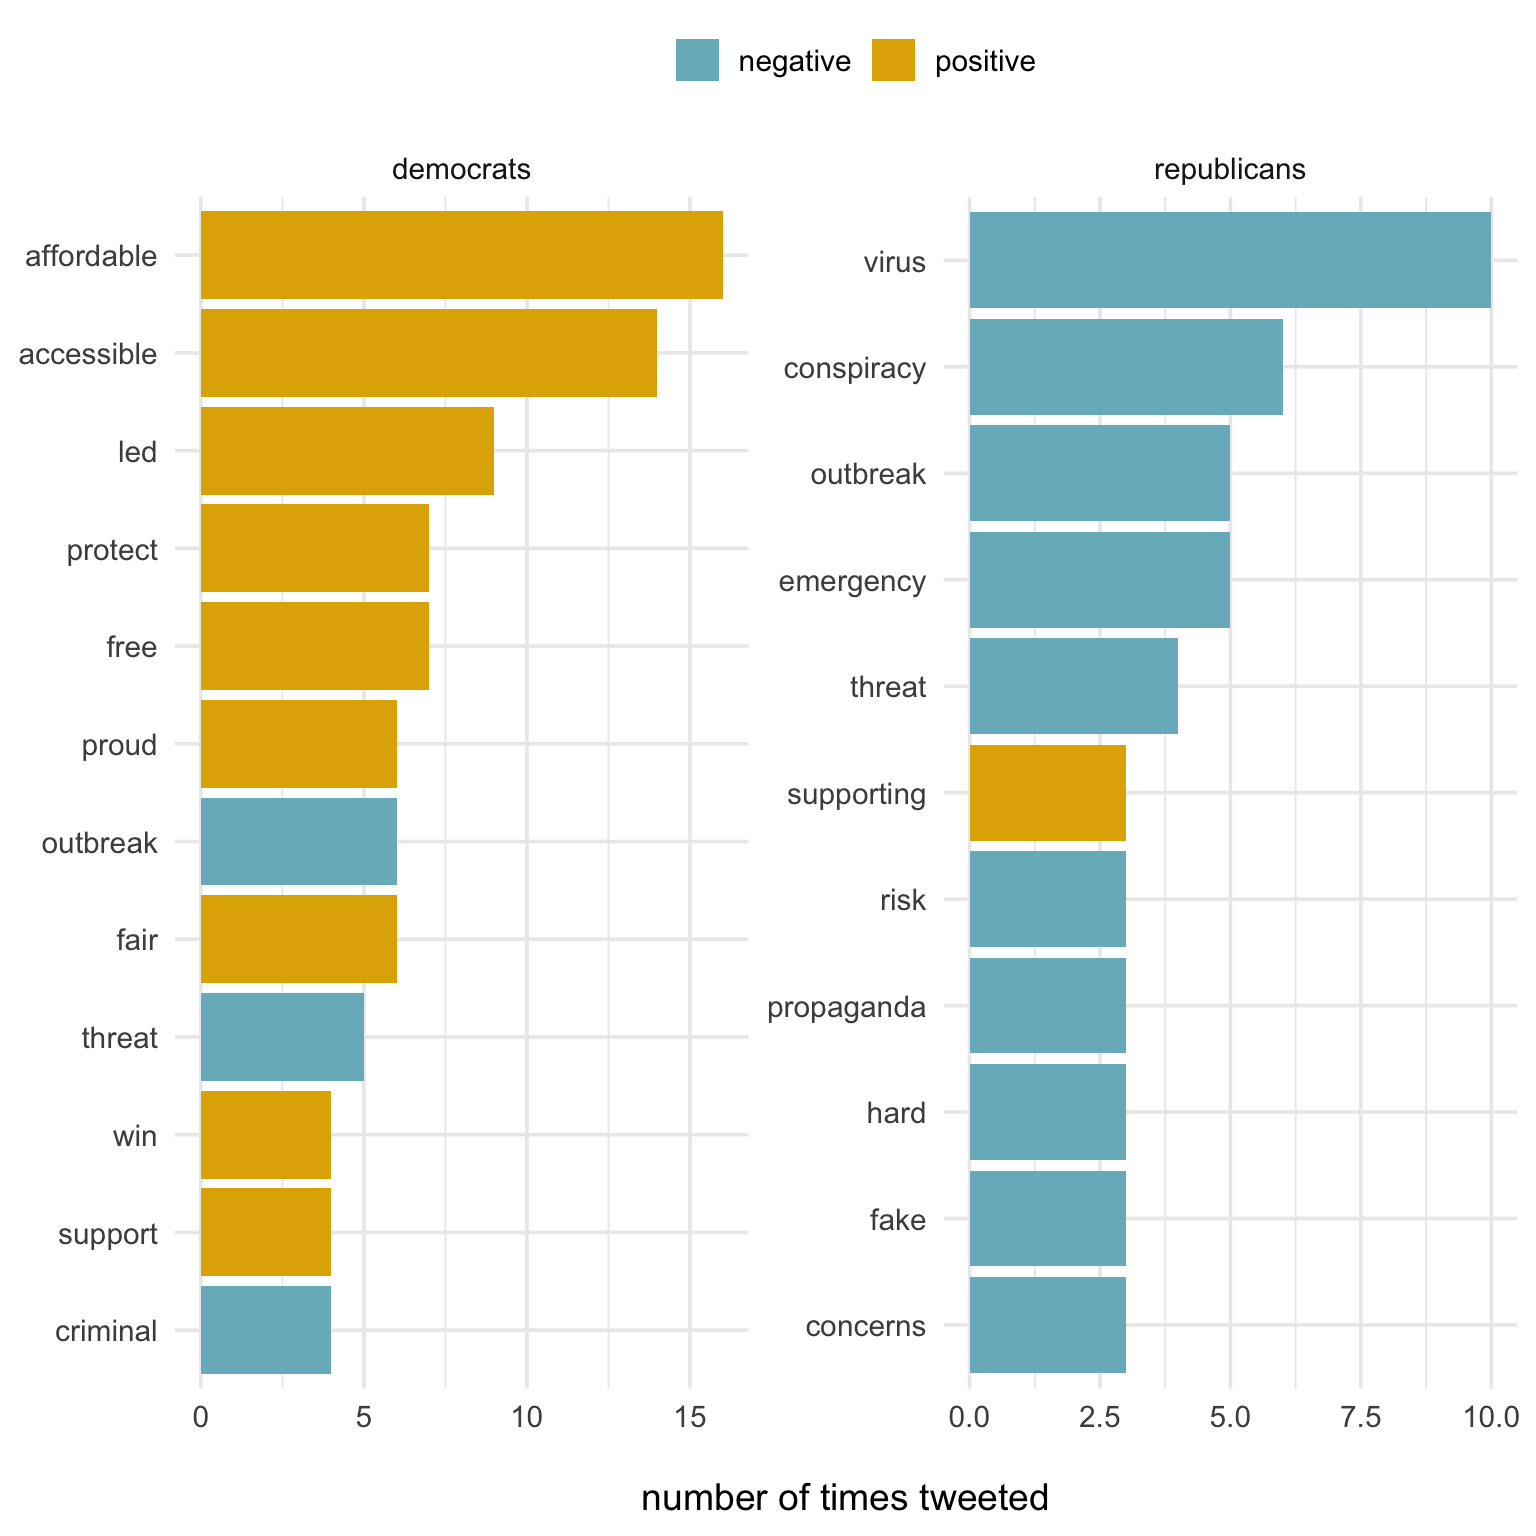 negative positive
democrats
affordable
accessible
led
protect
free
proud
outbreak
fair
threat
win
support
criminal
0 5 10 15
republicans
virus
conspiracy
outbreak
emergency
threat
supporting
risk
propaganda
hard
fake
concerns
0.0 2.5 5.0 7.5 10.0
number of times tweeted